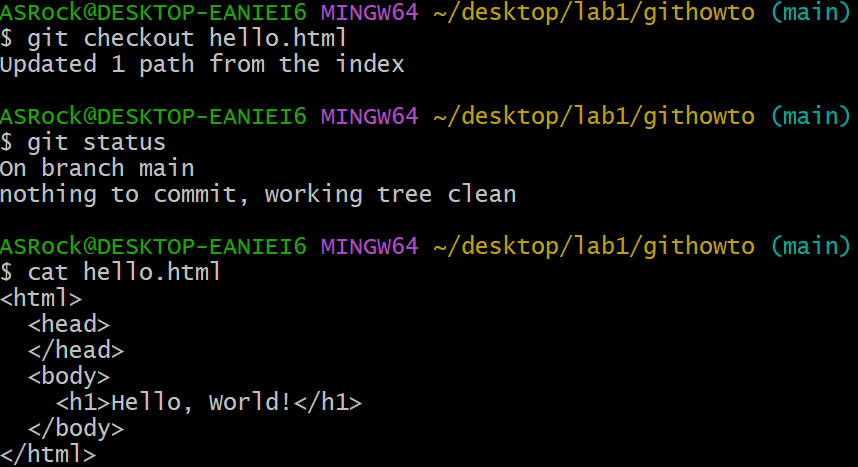 ASRock@DESKTOP-EANIEI6 MINGW64 ~/desktop/lab1/githowto (main)
$ git checkout hello.html
Updated 1 path from the index

ASRock@DESKTOP-EANIEI6 MINGW64 ~/desktop/lab1/githowto (main)
$ git status
On branch main
nothing to commit, working tree clean

ASRock@DESKTOP-EANIEI6 MINGW64 ~/desktop/lab1/githowto (main)
$ cat hello.html
<html>
  <head>
  </head>
  <body>
    <h1>Hello, World!</h1>
  </body>
</html>